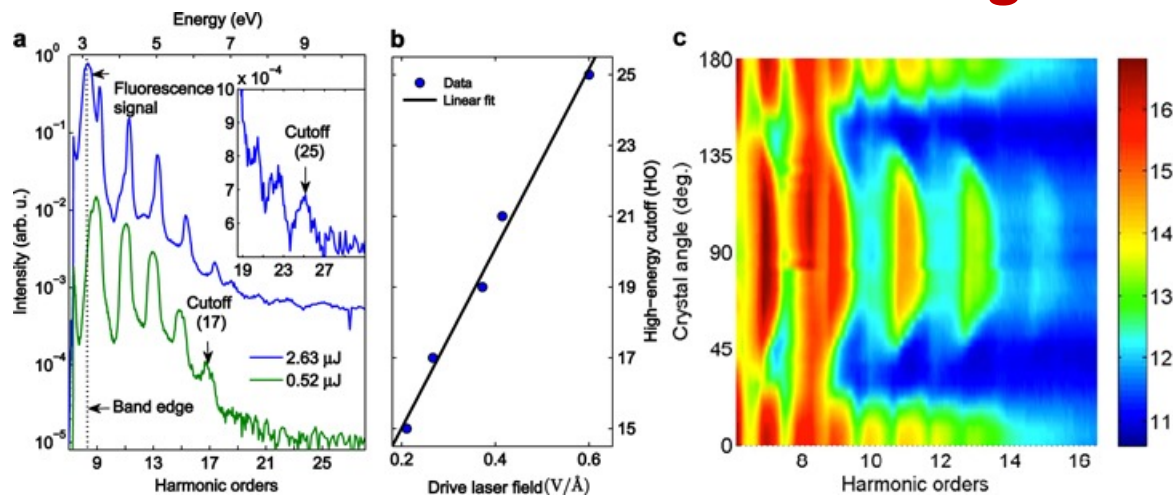 a
Energy (eV)
3 5 7 9
Intensity (arb. u.)
10⁰
10⁻¹
10⁻²
10⁻³
10⁻⁴
10⁻⁵
Fluorescence
signal
x 10⁻⁴
10
9
8
7
6
Cutoff
(25)
19 23 27
Cutoff
(17)
2.63 μJ
0.52 μJ
Band edge
9 13 17 21 25
Harmonic orders
b
Data
Linear fit
25
23
21
19
17
15
High-energy cutoff (HO)
0.2 0.4 0.6
Drive laser field(V/Å)
c
Crystal angle (deg.)
180
135
90
45
0
8 10 12 14 16
Harmonic orders
16
15
14
13
12
11